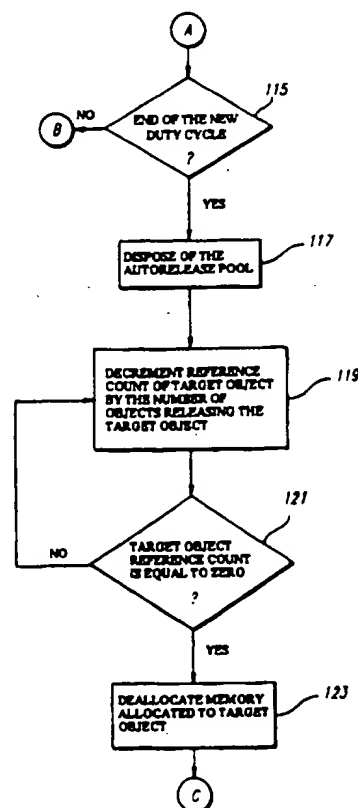 A
115
END OF THE NEW
DUTY CYCLE
?
NO
B
YES
117
DISPOSE OF THE
AUTORELEASE POOL
119
DECREMENT REFERENCE
COUNT OF TARGET OBJECT
BY THE NUMBER OF
OBJECTS RELEASING THE
TARGET OBJECT
121
TARGET OBJECT
REFERENCE COUNT
IS EQUAL TO ZERO
?
NO
YES
123
DEALLOCATE MEMORY
ALLOCATED TO TARGET
OBJECT
C